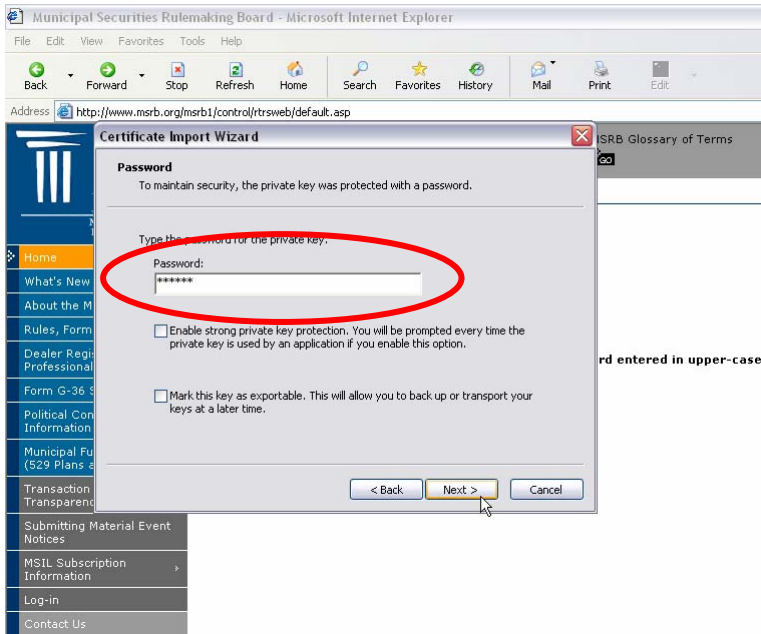 Municipal Securities Rulemaking Board - Microsoft Internet Explorer
File Edit View Favorites Tools Help
Back Forward Stop Refresh Home Search Favorites History Mail Print Edit
Address http://www.msrb.org/msrb1/control/rtrsweb/default.asp
Certificate Import Wizard
SRB Glossary of Terms
GO
Password
To maintain security, the private key was protected with a password.
Type the password for the private key.
Password:
******
Enable strong private key protection. You will be prompted every time the
private key is used by an application if you enable this option.
Mark this key as exportable. This will allow you to back up or transport your
keys at a later time.
< Back Next > Cancel
rd entered in upper-case
Home
What's New
About the M
Rules, Form
Dealer Regi
Professional
Form G-36 S
Political Con
Information
Municipal Fu
(529 Plans a
Transaction
Transparenc
Submitting Material Event
Notices
MSIL Subscription
Information
Log-in
Contact Us